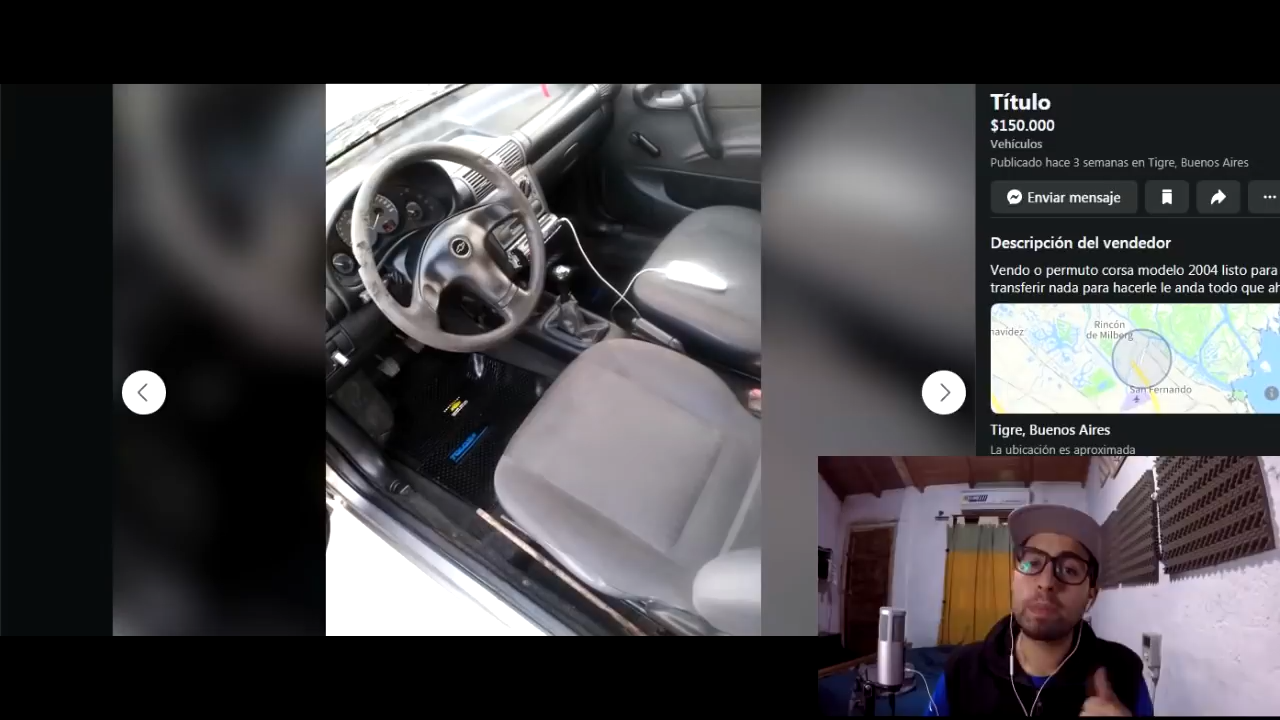 Título
$150.000
Vehículos
Publicado hace 3 semanas en Tigre, Buenos Aires
Enviar mensaje
Descripción del vendedor
Vendo o permuto corsa modelo 2004 listo para
transferir nada para hacerle le anda todo que ah
navídez
Rincón
de Milberg
San Fernando
Tigre, Buenos Aires
La ubicación es aproximada